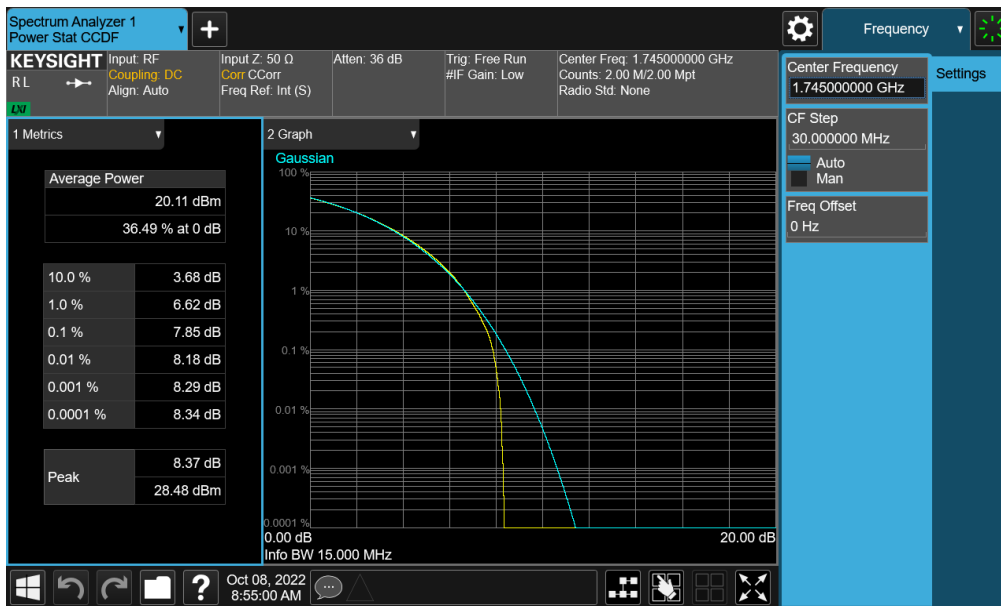 Spectrum Analyzer 1
Power Stat CCDF
Frequency
KEYSIGHT
RL
LXI
Input: RF
Coupling: DC
Align: Auto
Input Z: 50 Ω
Corr CCorr
Freq Ref: Int (S)
Atten: 36 dB
Trig: Free Run
#IF Gain: Low
Center Freq: 1.745000000 GHz
Counts: 2.00 M/2.00 Mpt
Radio Std: None
Center Frequency
1.745000000 GHz
Settings
CF Step
30.000000 MHz
Auto
Man
Freq Offset
0 Hz
1 Metrics
Average Power
20.11 dBm
36.49 % at 0 dB
10.0 % 3.68 dB
1.0 % 6.62 dB
0.1 % 7.85 dB
0.01 % 8.18 dB
0.001 % 8.29 dB
0.0001 % 8.34 dB
Peak
8.37 dB
28.48 dBm
2 Graph
Gaussian
100 %
10 %
1 %
0.1 %
0.01 %
0.001 %
0.0001 %
0.00 dB 20.00 dB
Info BW 15.000 MHz
?
Oct 08, 2022
8:55:00 AM